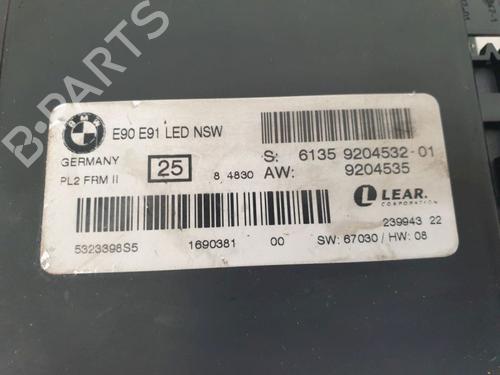 BMW
E90 E91 LED NSW
GERMANY
25
PL2 FRM II
8 4830
S: 6135 9204532-01
AW: 9204535
LEAR.
CORPORATION
239943 22
5323398S5
1690381
00
SW: 67030 / HW: 08
B-PARTS